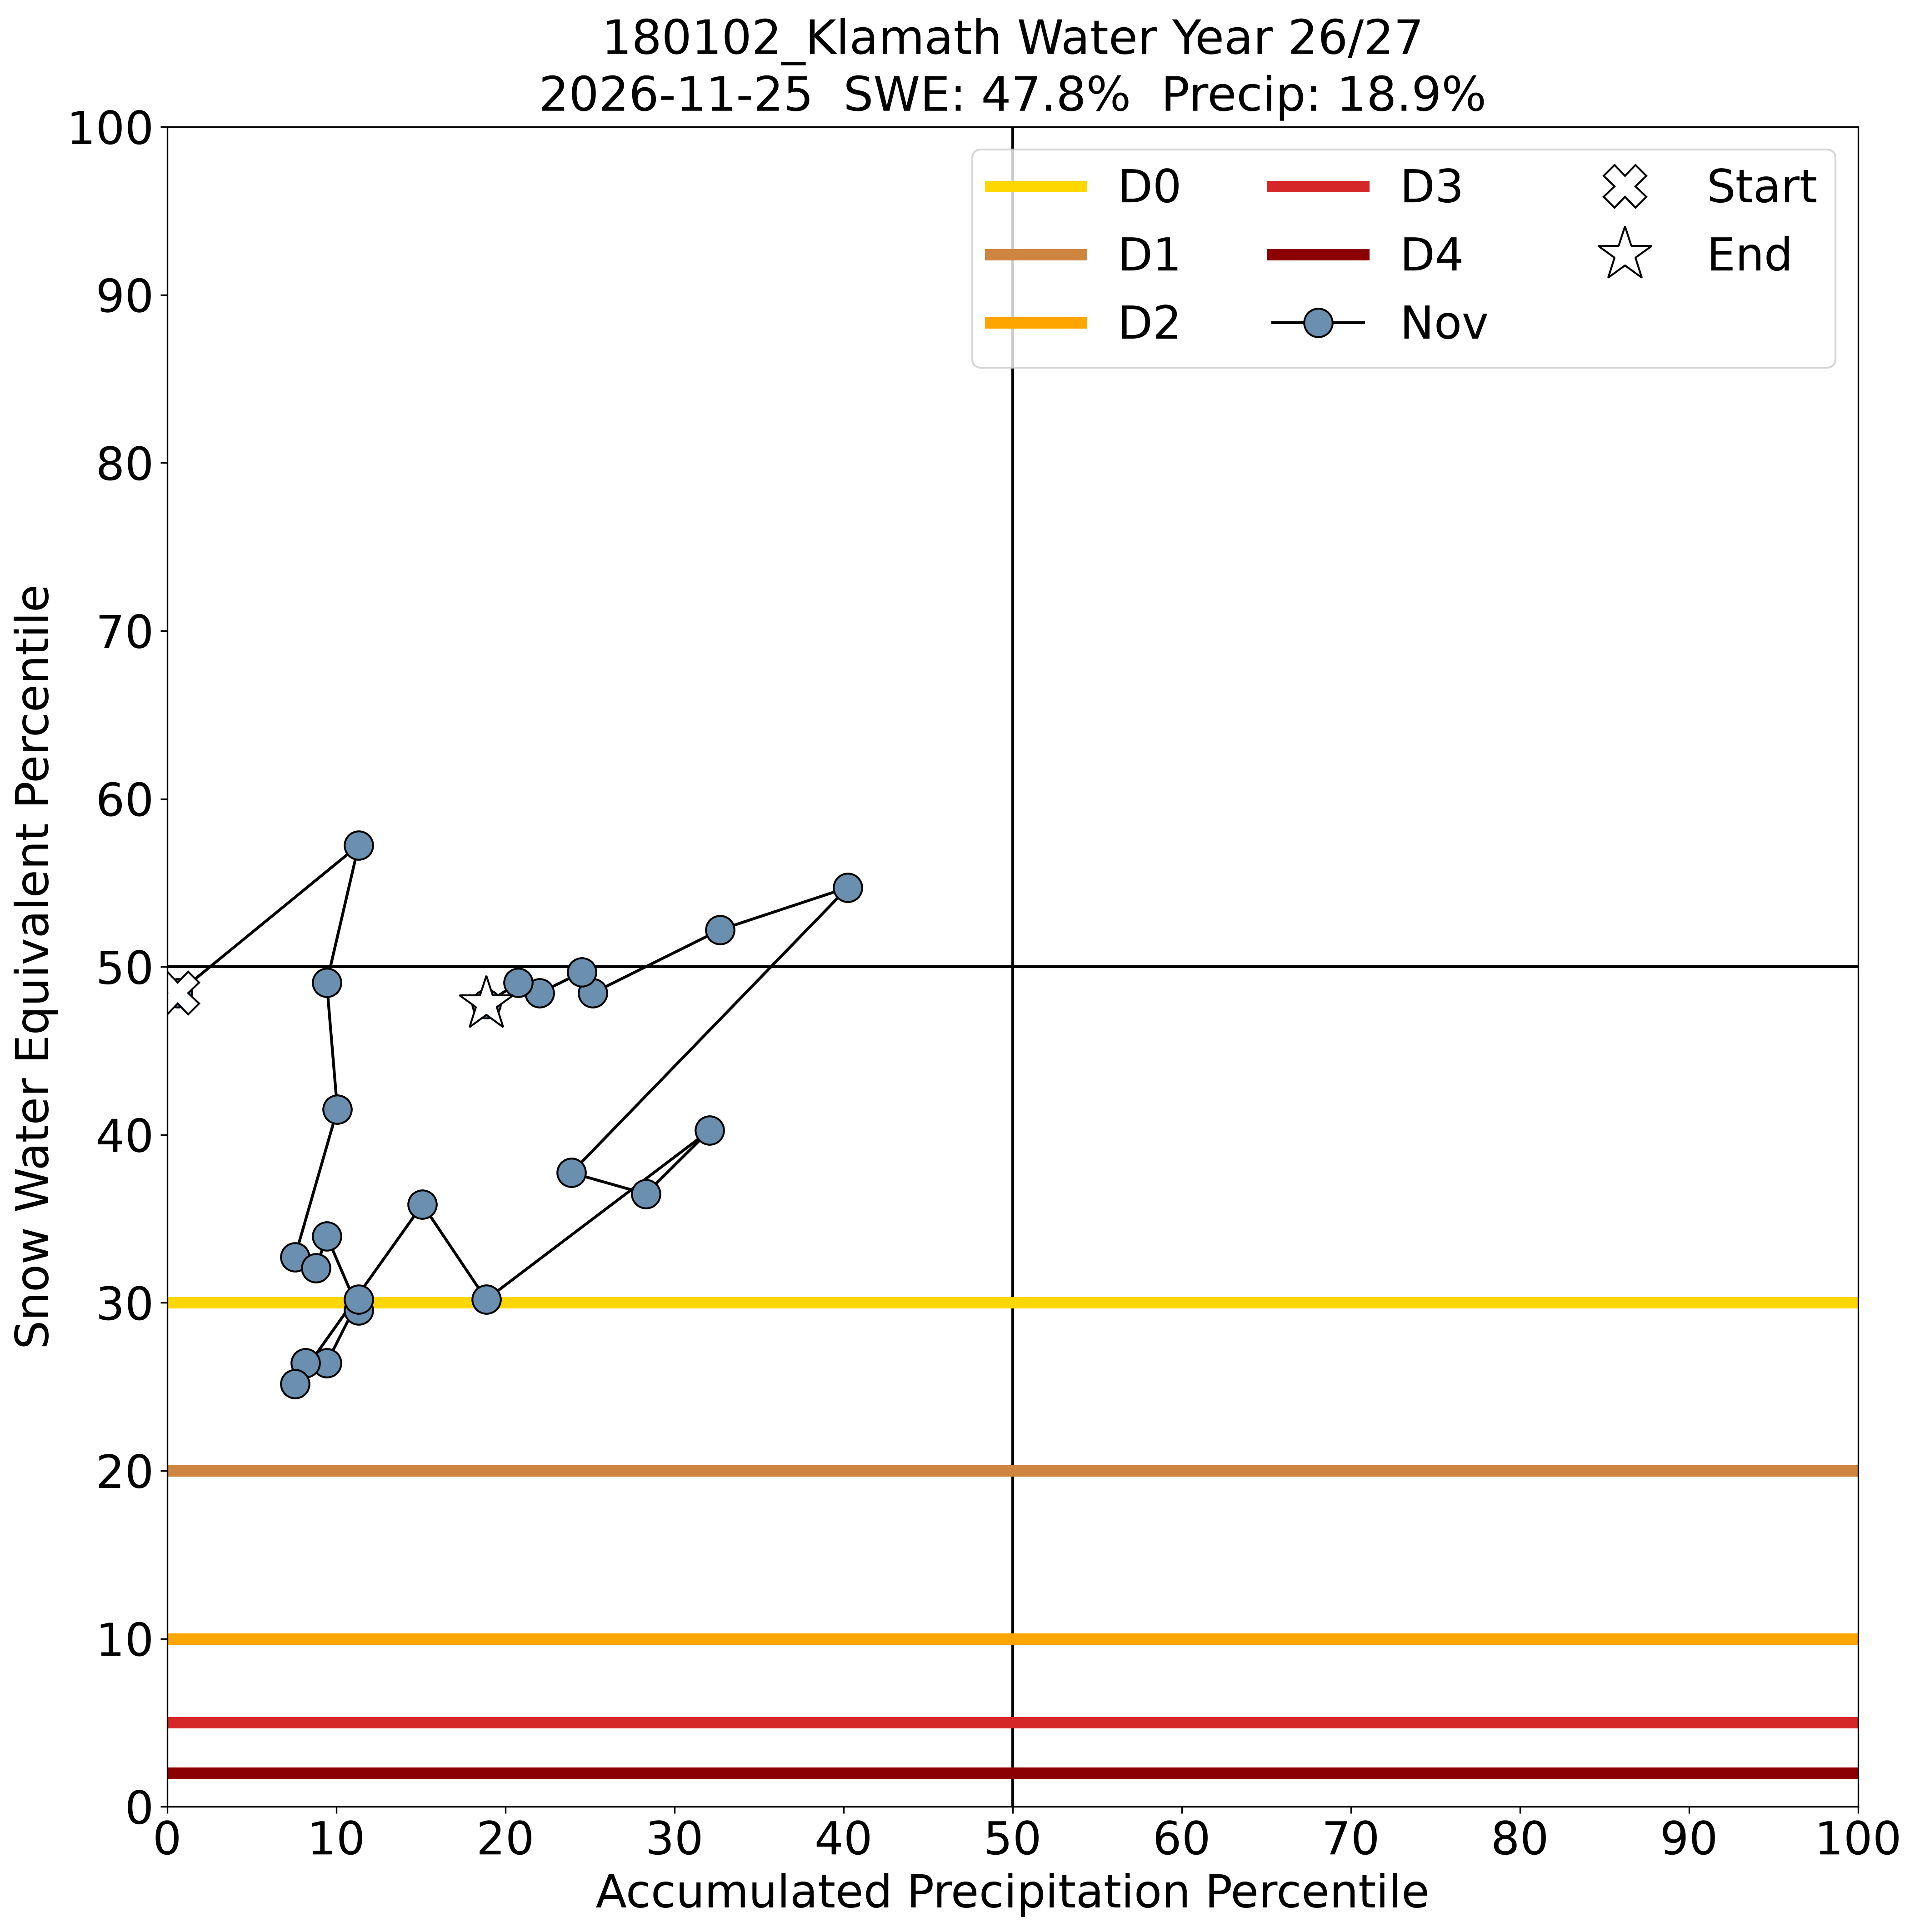 180102_Klamath Water Year 26/27
2026-11-25  SWE: 47.8%  Precip: 18.9%
D0
D1
D2
D3
D4
Nov
Start
End
Snow Water Equivalent Percentile
100
90
80
70
60
50
40
30
20
10
0
0 10 20 30 40 50 60 70 80 90 100
Accumulated Precipitation Percentile